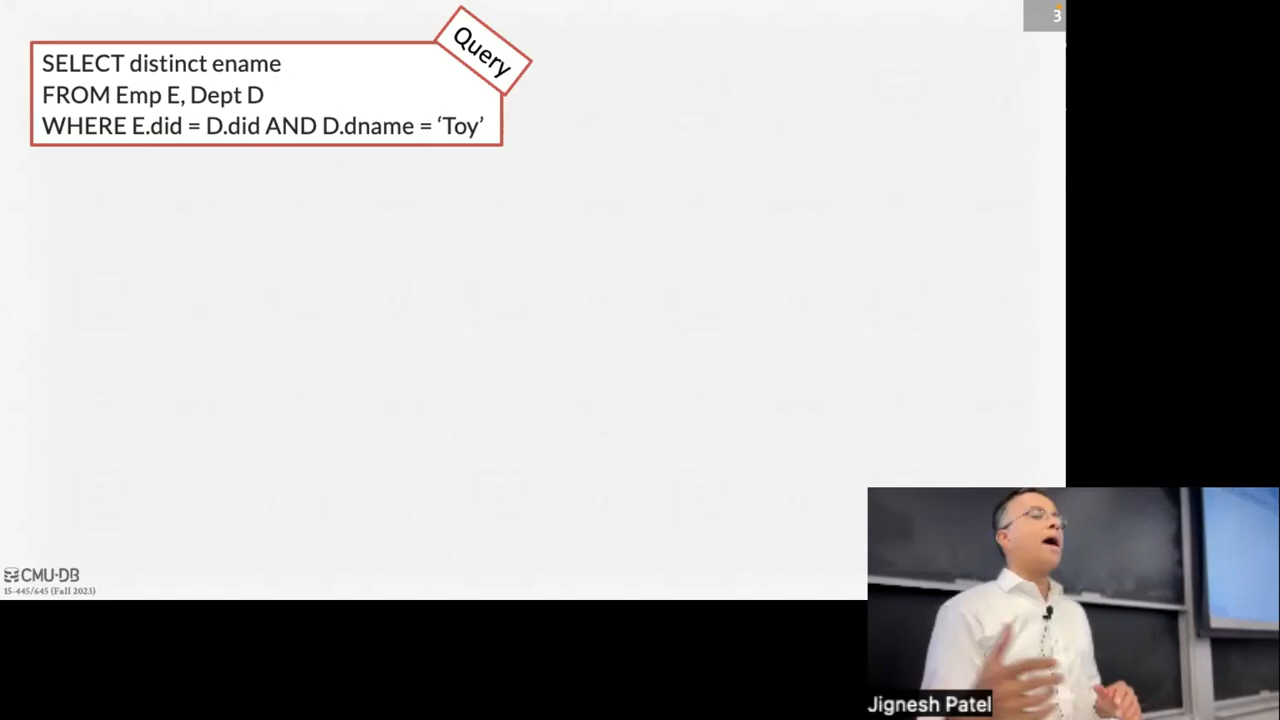 3
Query
SELECT distinct ename
FROM Emp E, Dept D
WHERE E.did = D.did AND D.dname = ‘Toy’
CMU·DB
15-445/645 (Fall 2023)
Jignesh Patel